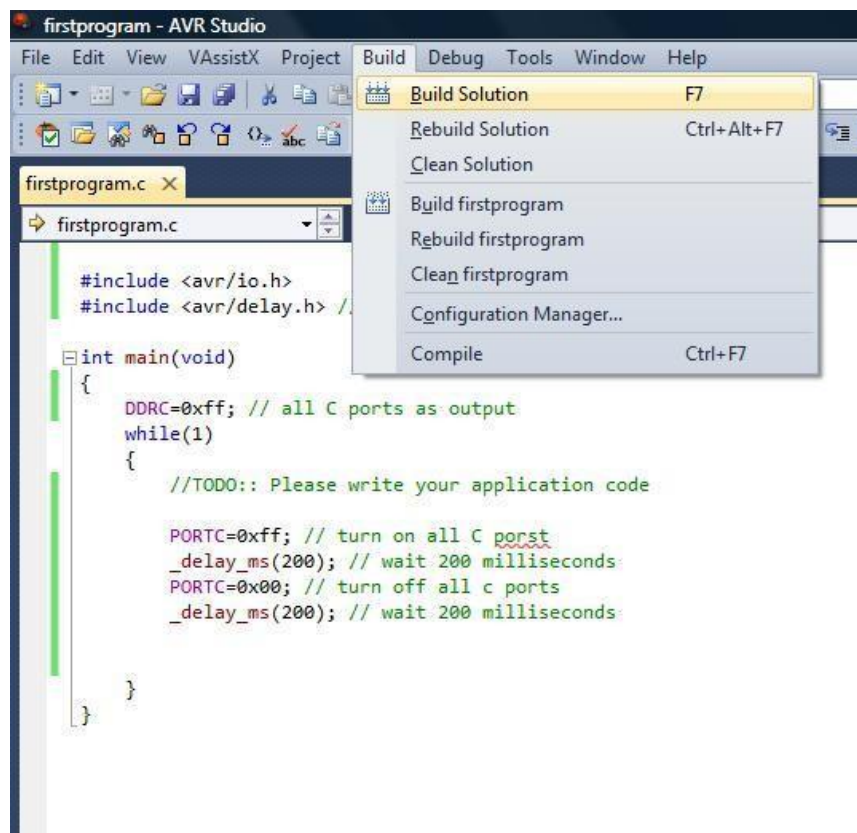 firstprogram - AVR Studio
File Edit View VAssistX Project Build Debug Tools Window Help
Build Solution F7
Rebuild Solution Ctrl+Alt+F7
Clean Solution
Build firstprogram
Rebuild firstprogram
Clean firstprogram
Configuration Manager...
Compile Ctrl+F7
abc
firstprogram.c
firstprogram.c
#include <avr/io.h>
#include <avr/delay.h> //
int main(void)
{
DDRC=0xff; // all C ports as output
while(1)
{
//TODO:: Please write your application code
PORTC=0xff; // turn on all C porst
_delay_ms(200); // wait 200 milliseconds
PORTC=0x00; // turn off all c ports
_delay_ms(200); // wait 200 milliseconds
}
}